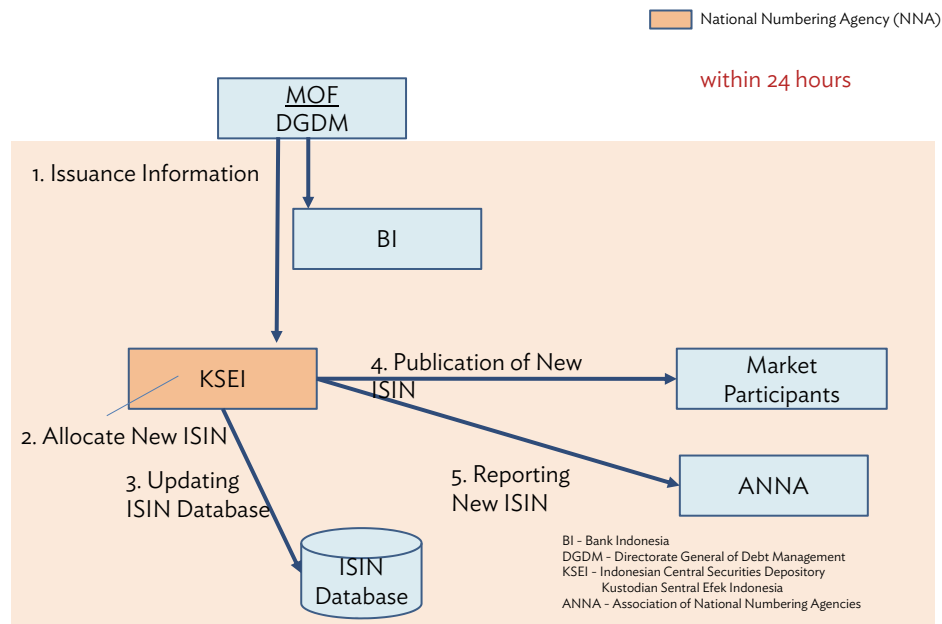 National Numbering Agency (NNA)
within 24 hours
MOF
DGDM
1. Issuance Information
BI
KSEI
4. Publication of New
ISIN
Market
Participants
2. Allocate New ISIN
3. Updating
ISIN Database
5. Reporting
New ISIN
ANNA
ISIN
Database
BI - Bank Indonesia
DGDM - Directorate General of Debt Management
KSEI - Indonesian Central Securities Depository
Kustodian Sentral Efek Indonesia
ANNA - Association of National Numbering Agencies